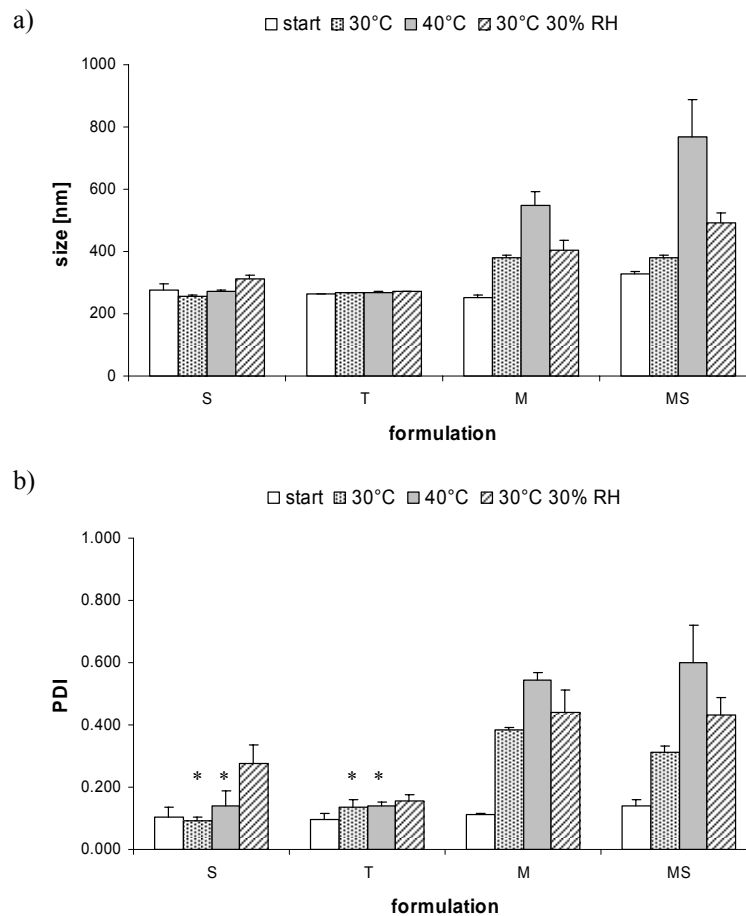 a)
start 30°C 40°C 30°C 30% RH
1000
800
600
400
200
0
size [nm]
S T M MS
formulation
b)
start 30°C 40°C 30°C 30% RH
1.000
0.800
0.600
0.400
0.200
0.000
PDI
* * * *
S T M MS
formulation